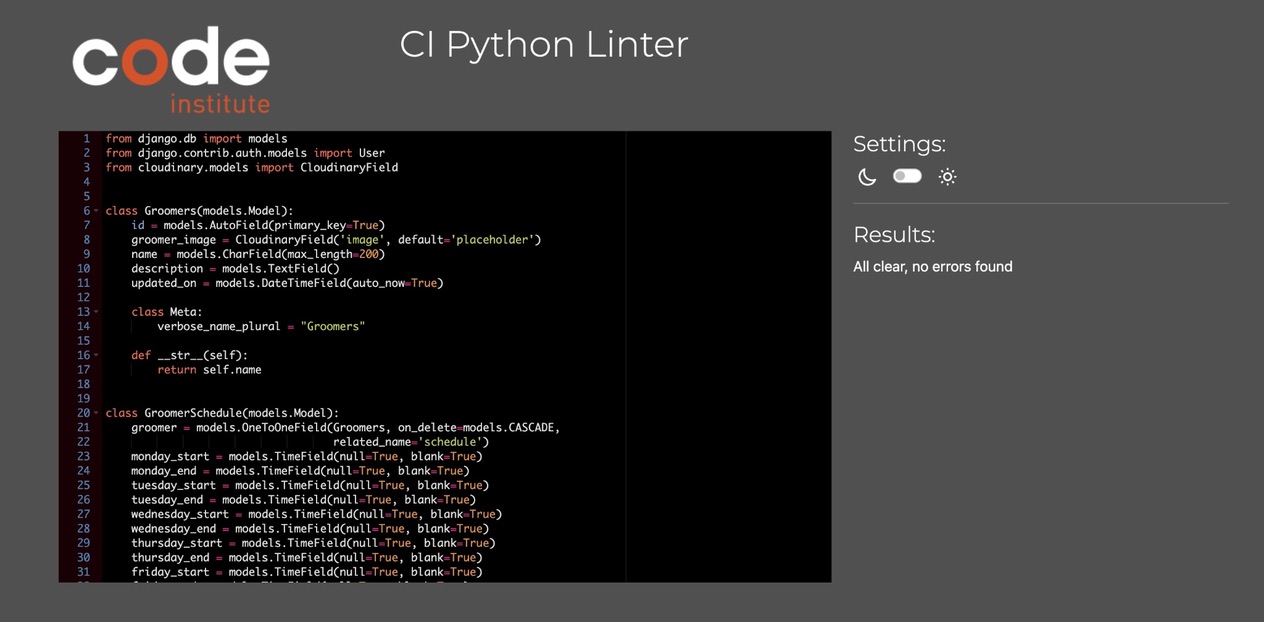 code
institute
CI Python Linter
1 from django.db import models
2 from django.contrib.auth.models import User
3 from cloudinary.models import CloudinaryField
4
5
6 class Groomers(models.Model):
7     id = models.AutoField(primary_key=True)
8     groomer_image = CloudinaryField('image', default='placeholder')
9     name = models.CharField(max_length=200)
10     description = models.TextField()
11     updated_on = models.DateTimeField(auto_now=True)
12
13     class Meta:
14         verbose_name_plural = "Groomers"
15
16     def __str__(self):
17         return self.name
18
19
20 class GroomerSchedule(models.Model):
21     groomer = models.OneToOneField(Groomers, on_delete=models.CASCADE,
22                                    related_name='schedule')
23     monday_start = models.TimeField(null=True, blank=True)
24     monday_end = models.TimeField(null=True, blank=True)
25     tuesday_start = models.TimeField(null=True, blank=True)
26     tuesday_end = models.TimeField(null=True, blank=True)
27     wednesday_start = models.TimeField(null=True, blank=True)
28     wednesday_end = models.TimeField(null=True, blank=True)
29     thursday_start = models.TimeField(null=True, blank=True)
30     thursday_end = models.TimeField(null=True, blank=True)
31     friday_start = models.TimeField(null=True, blank=True)
Settings:
Results:
All clear, no errors found